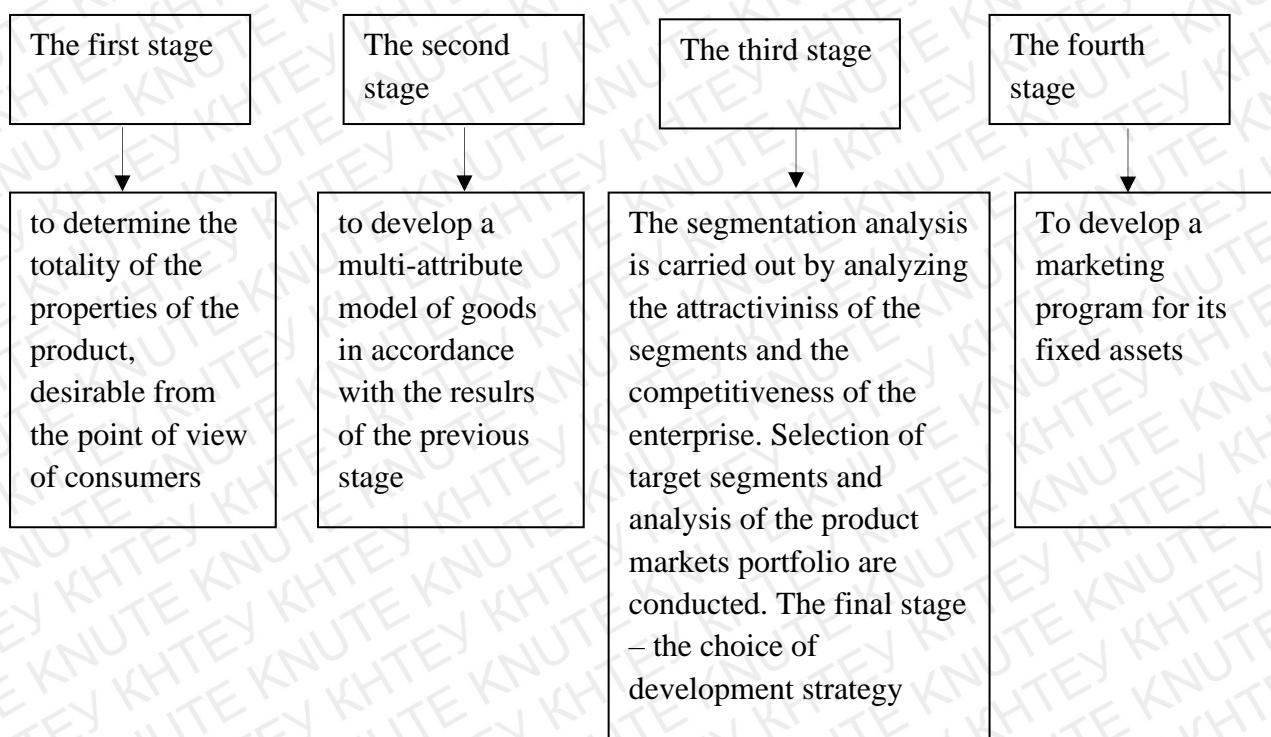 The first stage
The second
stage
The third stage
The fourth
stage
to determine the
totality of the
properties of the
product,
desirable from
the point of view
of consumers
to develop a
multi-attribute
model of goods
in accordance
with the resulrs
of the previous
stage
The segmentation analysis
is carried out by analyzing
the attractiviniss of the
segments and the
competitiveness of the
enterprise. Selection of
target segments and
analysis of the product
markets portfolio are
conducted. The final stage
– the choice of
development strategy
To develop a
marketing
program for its
fixed assets